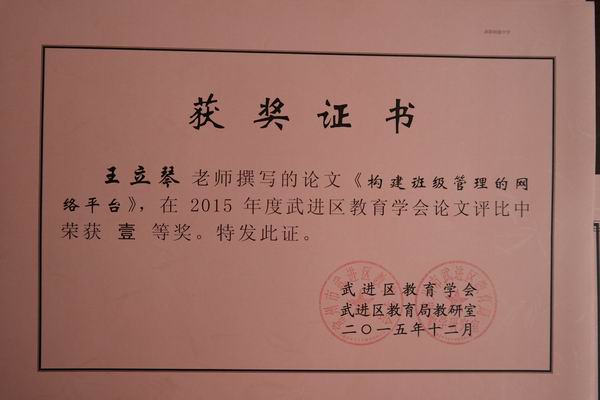 获奖证书
王立琴 老师撰写的论文《构建班级管理的网
络平台》，在 2015 年度武进区教育学会论文评比中
荣获 壹 等奖。特发此证。
武进区教育学会
武进区教育局教研室
二〇一五年十二月